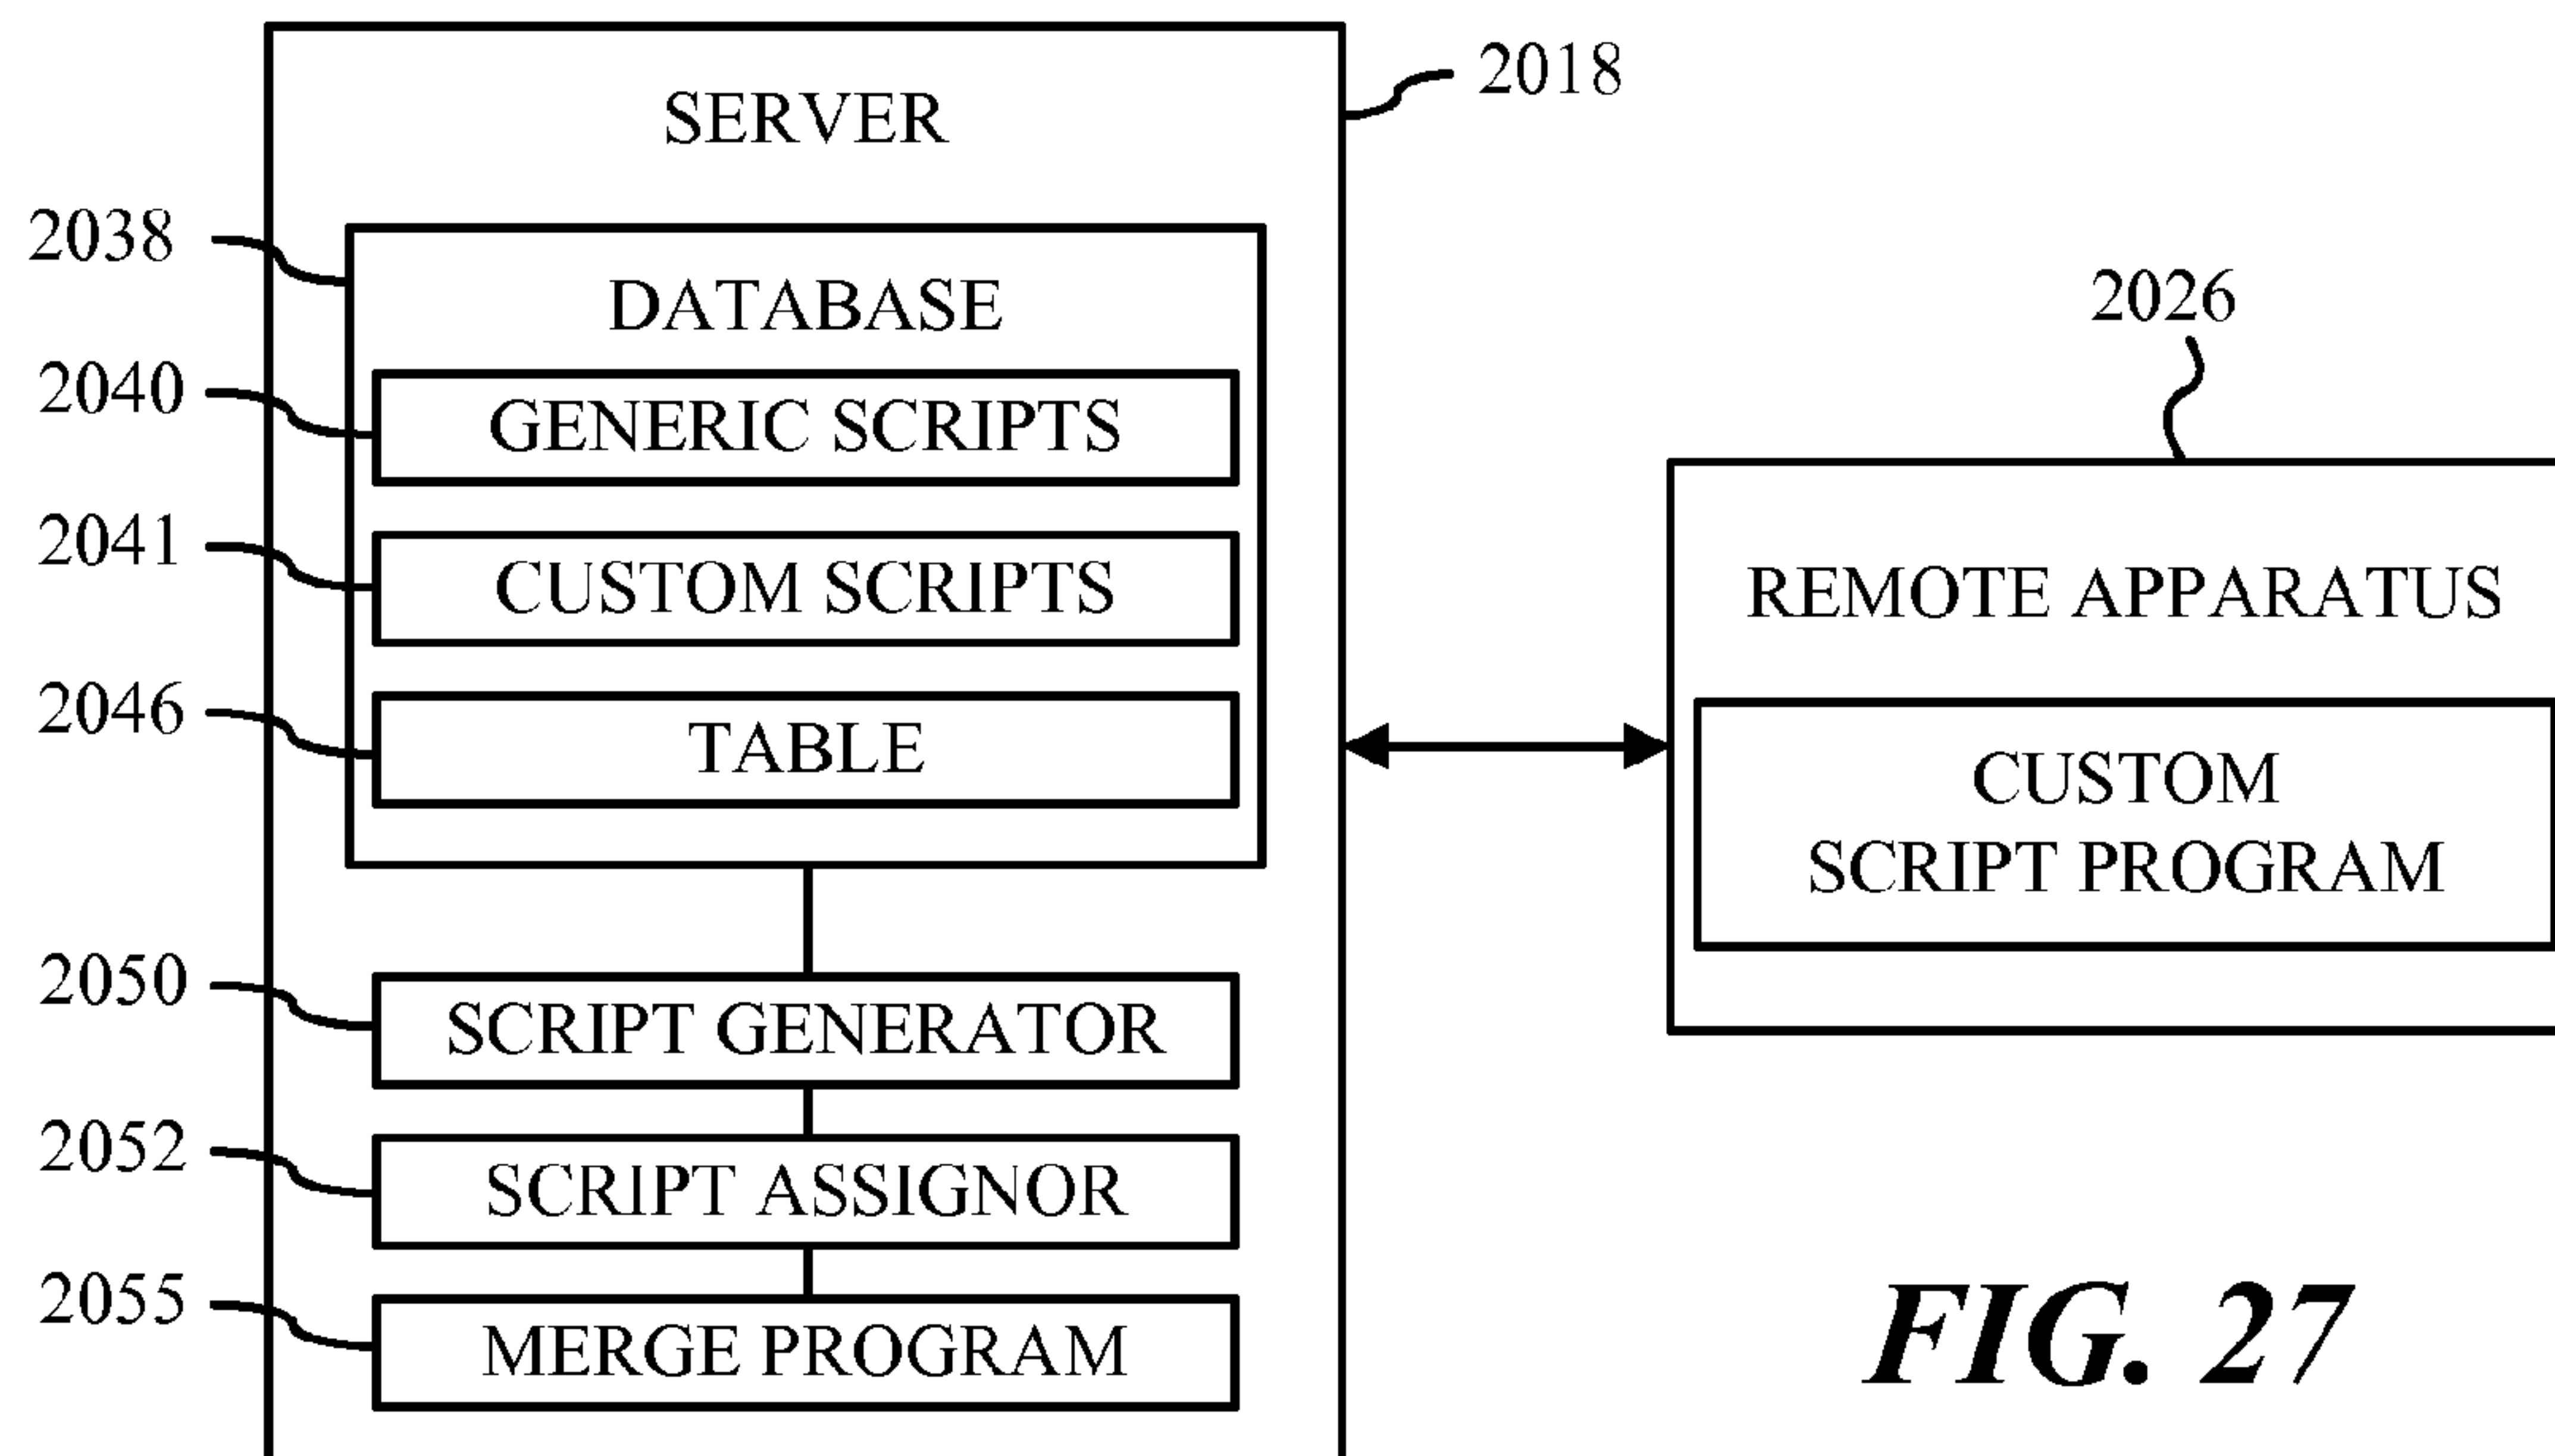 SERVER
2018
2038
DATABASE
2040
GENERIC SCRIPTS
2041
CUSTOM SCRIPTS
2046
TABLE
2050
SCRIPT GENERATOR
2052
SCRIPT ASSIGNOR
2055
MERGE PROGRAM
2026
REMOTE APPARATUS
CUSTOM
SCRIPT PROGRAM
FIG. 27